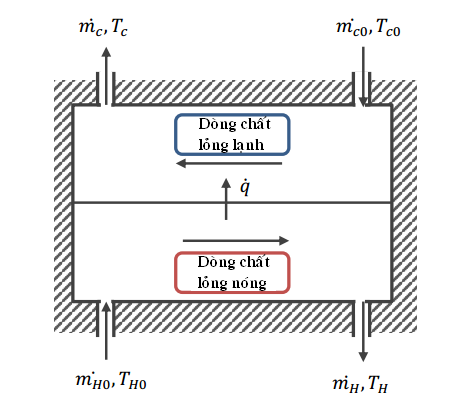 ṁ_c, T_c
ṁ_c0, T_c0
Dòng chất
lỏng lạnh
q̇
Dòng chất
lỏng nóng
ṁ_H0, T_H0
ṁ_H, T_H